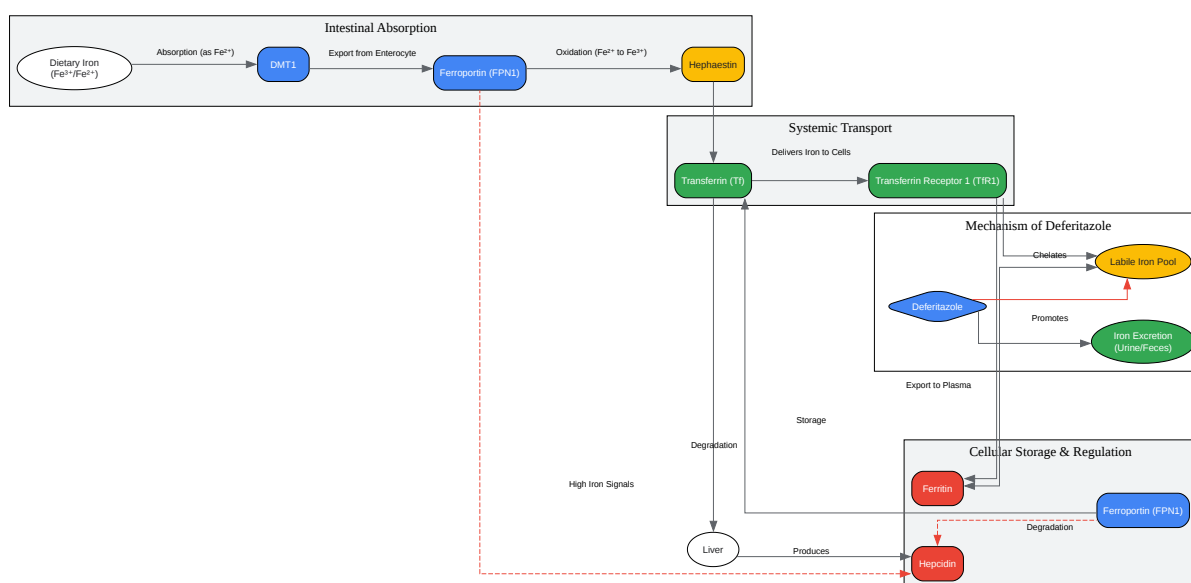 Intestinal Absorption
Dietary Iron
(Fe³⁺/Fe²⁺)
Absorption (as Fe²⁺)
DMT1
Export from Enterocyte
Ferroportin (FPN1)
Oxidation (Fe²⁺ to Fe³⁺)
Hephaestin
Systemic Transport
Delivers Iron to Cells
Transferrin (Tf)
Transferrin Receptor 1 (TfR1)
Mechanism of Deferitazole
Chelates
Labile Iron Pool
Deferitazole
Promotes
Iron Excretion
(Urine/Feces)
Export to Plasma
Storage
Degradation
High Iron Signals
Cellular Storage & Regulation
Ferritin
Ferroportin (FPN1)
Degradation
Liver
Produces
Hepcidin